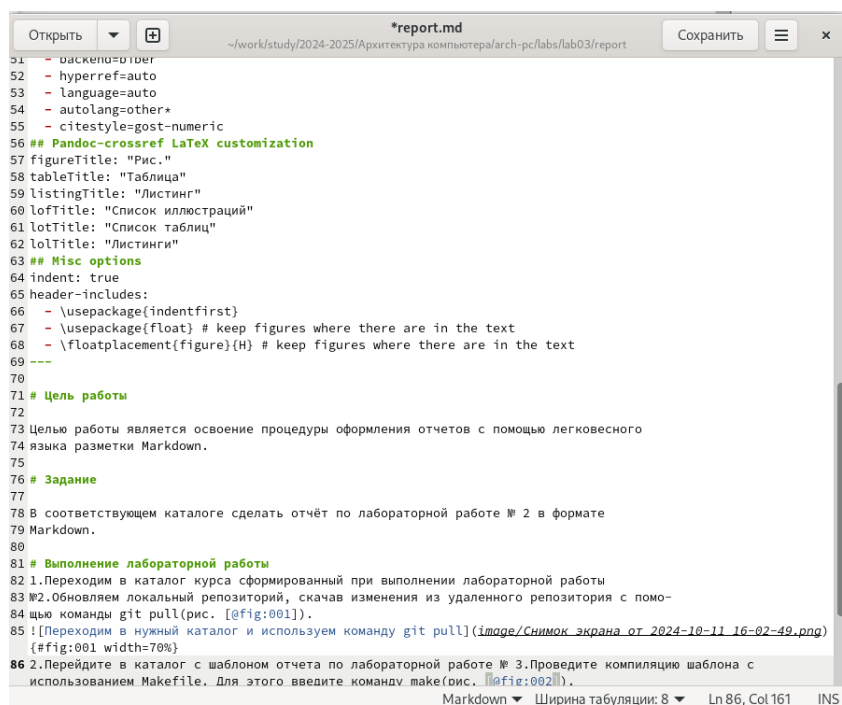 Открыть
*report.md
~/work/study/2024-2025/Архитектура компьютера/arch-pc/labs/lab03/report
Сохранить
51 - backend=biber
52 - hyperref=auto
53 - language=auto
54 - autolang=other*
55 - citestyle=gost-numeric
56 ## Pandoc-crossref LaTeX customization
57 figureTitle: "Рис."
58 tableTitle: "Таблица"
59 listingTitle: "Листинг"
60 lofTitle: "Список иллюстраций"
61 lotTitle: "Список таблиц"
62 lolTitle: "Листинги"
63 ## Misc options
64 indent: true
65 header-includes:
66 - \usepackage{indentfirst}
67 - \usepackage{float} # keep figures where there are in the text
68 - \floatplacement{figure}{H} # keep figures where there are in the text
69 ---
70
71 # Цель работы
72
73 Целью работы является освоение процедуры оформления отчетов с помощью легковесного
74 языка разметки Markdown.
75
76 # Задание
77
78 В соответствующем каталоге сделать отчёт по лабораторной работе № 2 в формате
79 Markdown.
80
81 # Выполнение лабораторной работы
82 1.Переходим в каталог курса сформированный при выполнении лабораторной работы
83 №2.Обновляем локальный репозиторий, скачав изменения из удаленного репозитория с помо-
84 щью команды git pull(рис. [@fig:001]).
85 ![Переходим в нужный каталог и используем команду git pull](image/Снимок экрана от 2024-10-11 16-02-49.png)
{#fig:001 width=70%}
86 2.Перейдите в каталог с шаблоном отчета по лабораторной работе № 3.Проведите компиляцию шаблона с
использованием Makefile. Для этого введите команду make(рис. [@fig:002]).
Markdown Ширина табуляции: 8 Ln 86, Col 161 INS